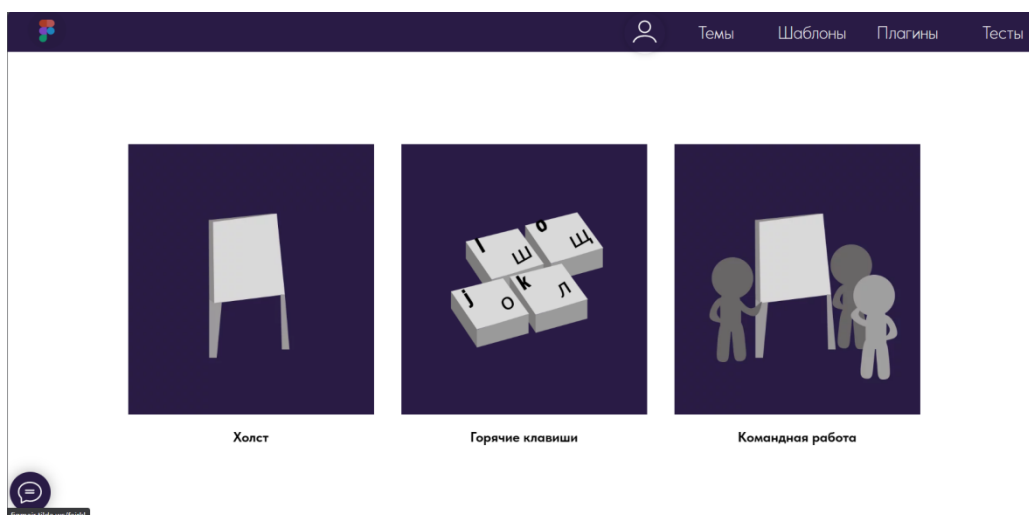 Темы Шаблоны Плагины Тесты
I ш o щ
j о k л
Холст Горячие клавиши Командная работа